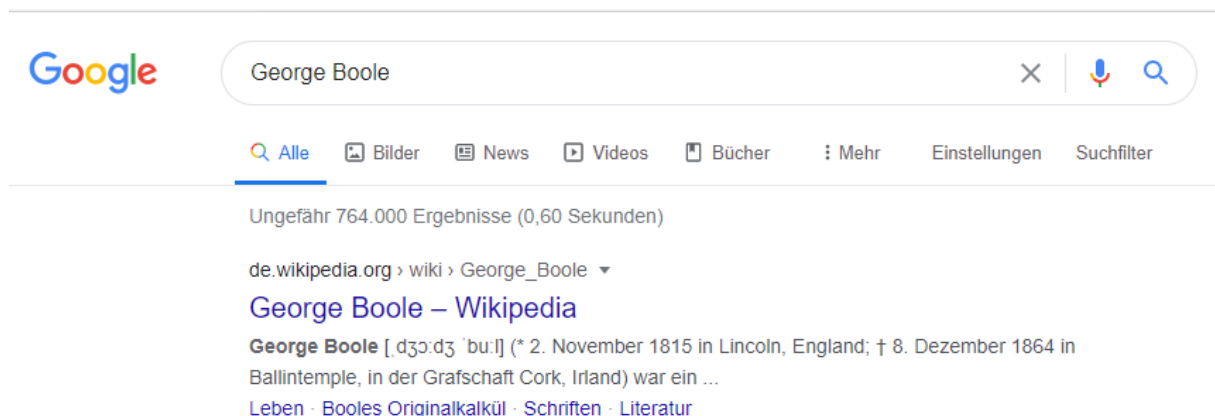 Google George Boole
Alle Bilder News Videos Bücher Mehr Einstellungen Suchfilter
Ungefähr 764.000 Ergebnisse (0,60 Sekunden)
de.wikipedia.org › wiki › George_Boole
George Boole – Wikipedia
George Boole [ˌdʒɔːdʒ ˈbuːl] (* 2. November 1815 in Lincoln, England; † 8. Dezember 1864 in
Ballintemple, in der Grafschaft Cork, Irland) war ein ...
Leben · Booles Originalkalkül · Schriften · Literatur